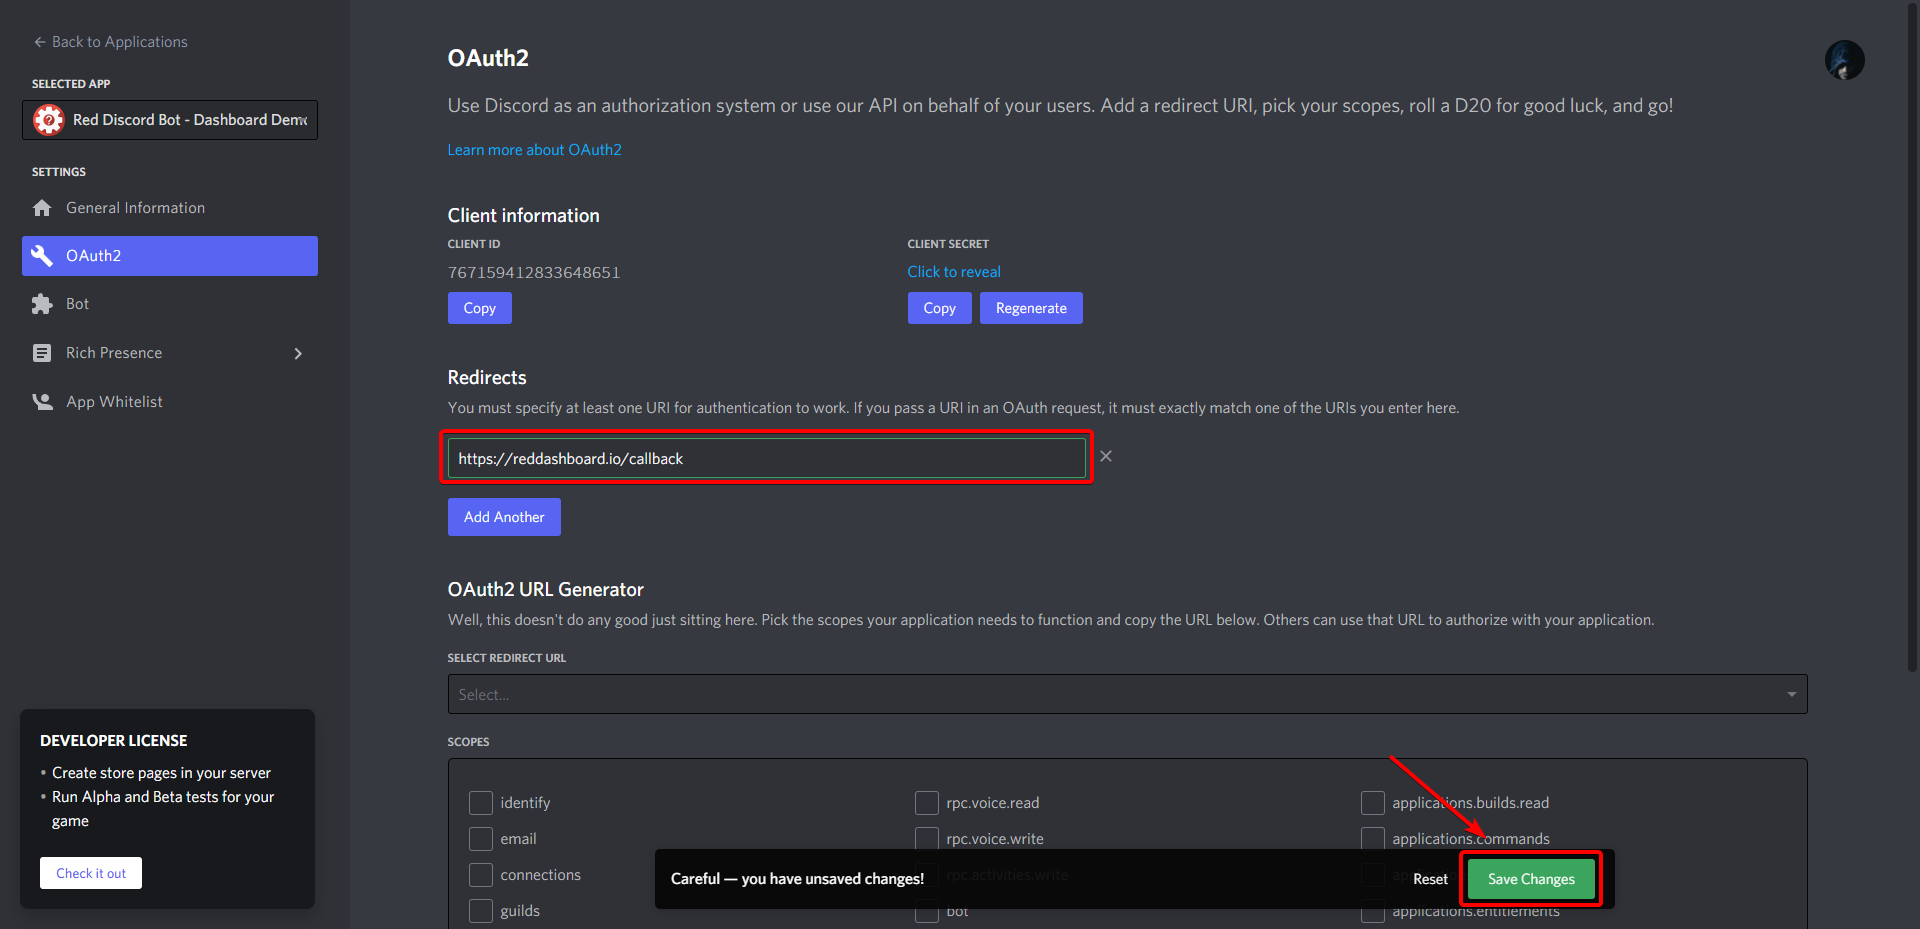 Back to Applications
SELECTED APP
Red Discord Bot - Dashboard Demo
SETTINGS
General Information
OAuth2
Bot
Rich Presence
App Whitelist
DEVELOPER LICENSE
• Create store pages in your server
• Run Alpha and Beta tests for your
game
Check it out
OAuth2
Use Discord as an authorization system or use our API on behalf of your users. Add a redirect URI, pick your scopes, roll a D20 for good luck, and go!
Learn more about OAuth2
Client information
CLIENT ID
767159412833648651
Copy
CLIENT SECRET
Click to reveal
Copy Regenerate
Redirects
You must specify at least one URI for authentication to work. If you pass a URI in an OAuth request, it must exactly match one of the URIs you enter here.
https://reddashboard.io/callback
Add Another
OAuth2 URL Generator
Well, this doesn't do any good just sitting here. Pick the scopes your application needs to function and copy the URL below. Others can use that URL to authorize with your application.
SELECT REDIRECT URL
Select...
SCOPES
identify rpc.voice.read applications.builds.read
email rpc.voice.write applications.commands
connections rpc.activities.write
guilds bot applications.entitlements
Careful — you have unsaved changes! Reset Save Changes